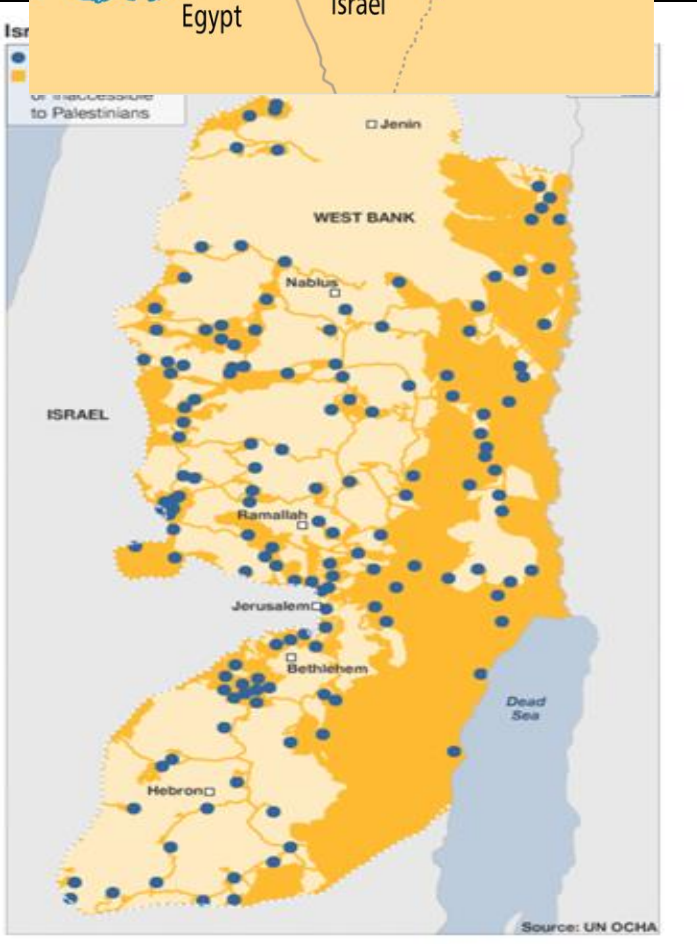 Egypt
Israel
Isr
or inaccessible
to Palestinians
Jenin
WEST BANK
Nablus
ISRAEL
Ramallah
Jerusalem
Bethlehem
Dead
Sea
Hebron
Source: UN OCHA